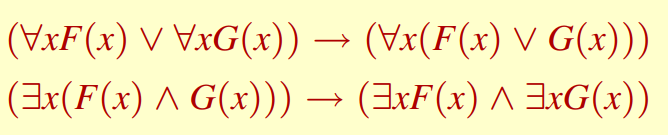 (∀xF(x) ∨ ∀xG(x)) → (∀x(F(x) ∨ G(x)))
(∃x(F(x) ∧ G(x))) → (∃xF(x) ∧ ∃xG(x))